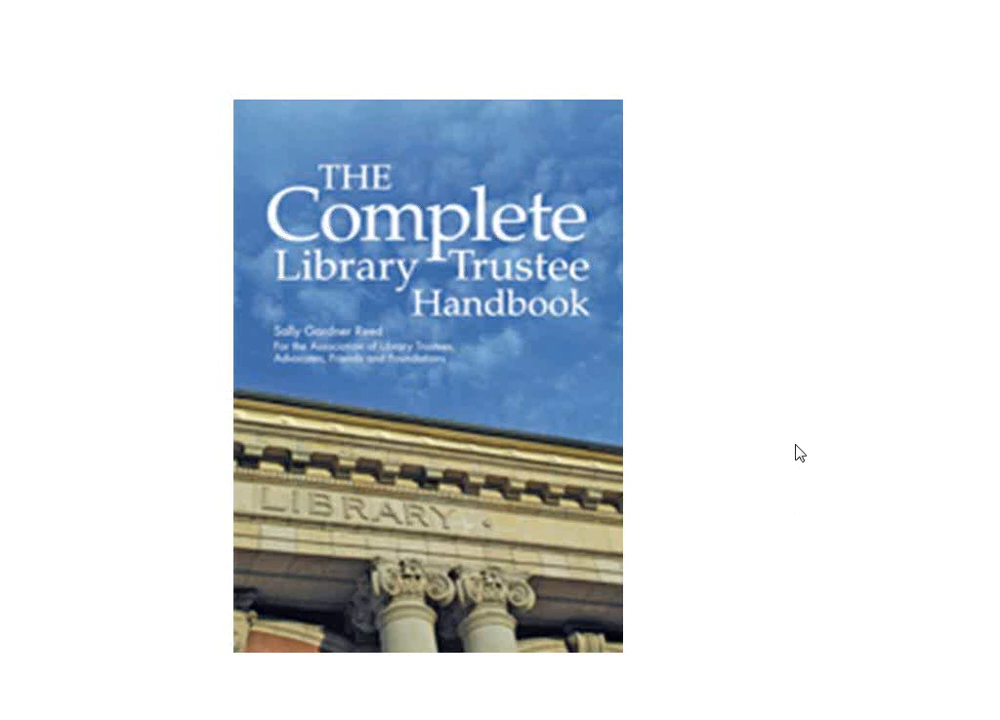 THE
Complete
Library Trustee
Handbook
Sally Gardner Reed
For the Association of Library Trustees,
Advocates, Friends and Foundations
LIBRARY